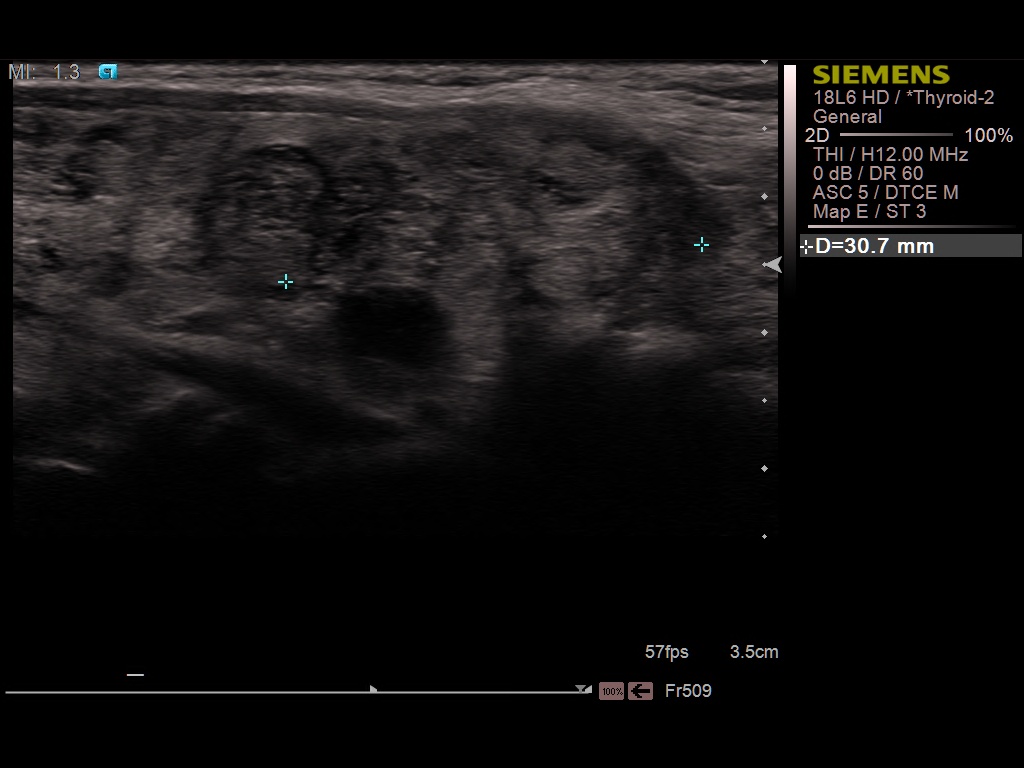 MI: 1.3
SIEMENS
18L6 HD / *Thyroid-2
General
2D 100%
THI / H12.00 MHz
0 dB / DR 60
ASC 5 / DTCE M
Map E / ST 3
D=30.7 mm
57fps 3.5cm
100% Fr509